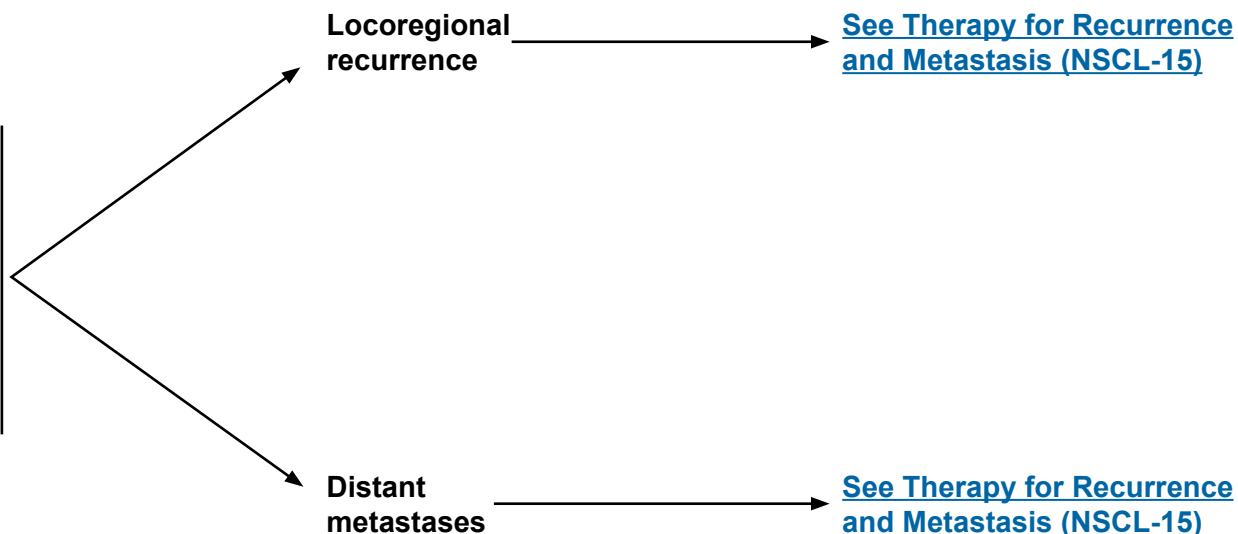 Locoregional
recurrence
See Therapy for Recurrence
and Metastasis (NSCL-15)
Distant
metastases
See Therapy for Recurrence
and Metastasis (NSCL-15)